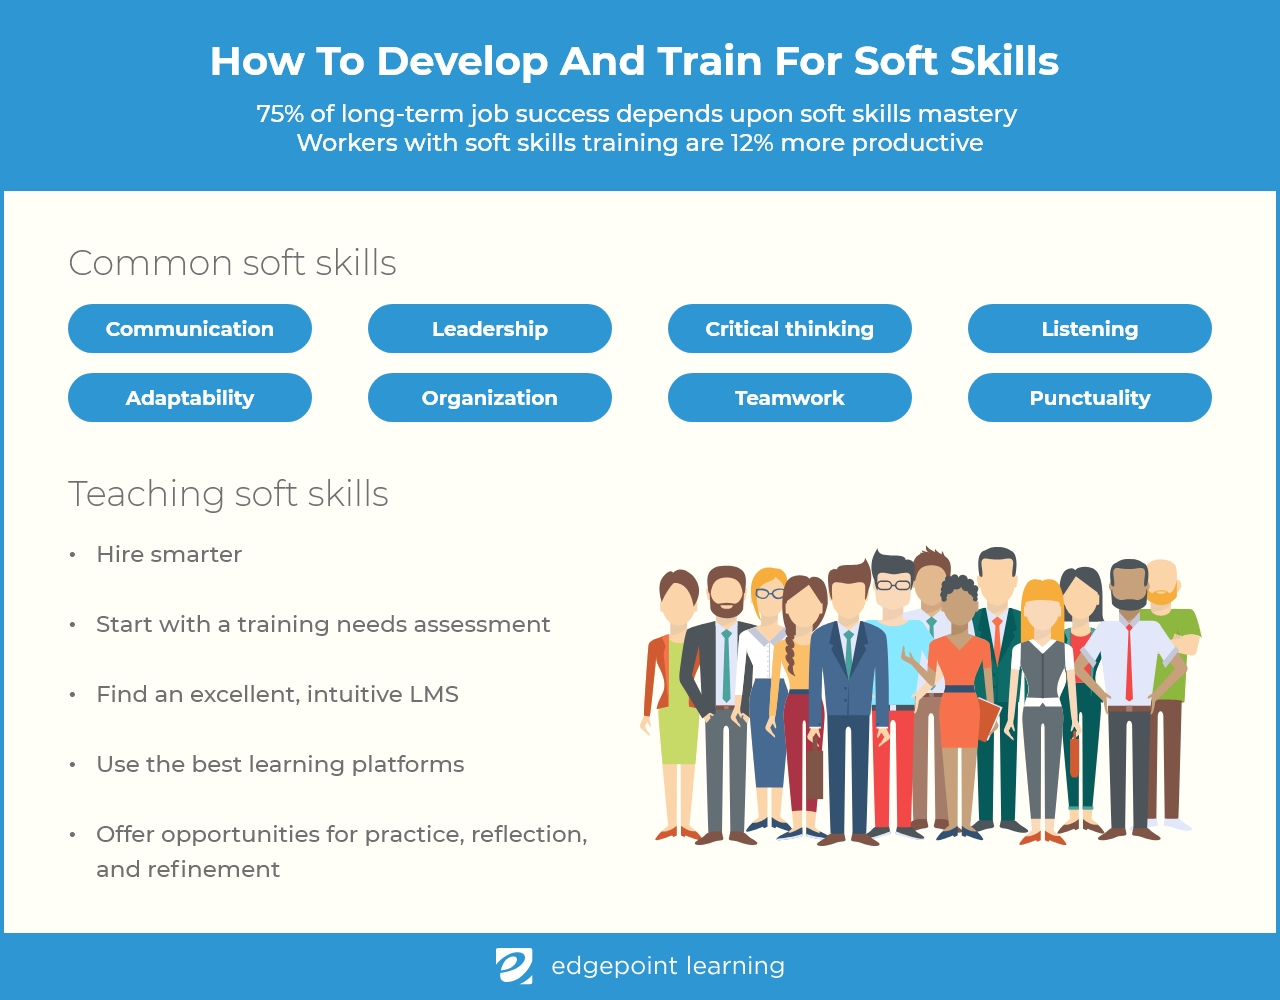 How To Develop And Train For Soft Skills
75% of long-term job success depends upon soft skills mastery
Workers with soft skills training are 12% more productive
Common soft skills
Communication
Leadership
Critical thinking
Listening
Adaptability
Organization
Teamwork
Punctuality
Teaching soft skills
• Hire smarter
• Start with a training needs assessment
• Find an excellent, intuitive LMS
• Use the best learning platforms
• Offer opportunities for practice, reflection,
and refinement
edgepoint learning